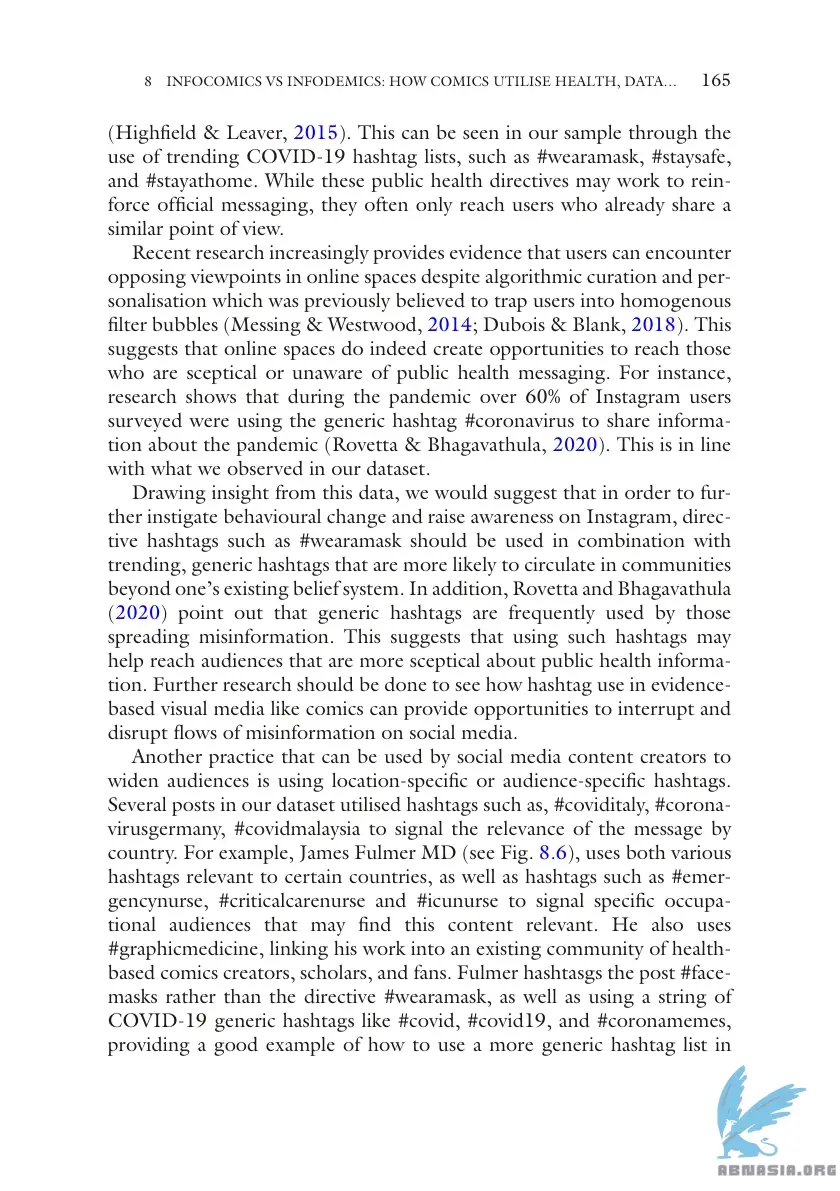 8 INFOCOMICS VS INFODEMICS: HOW COMICS UTILISE HEALTH, DATA… 165
(Highfield & Leaver, 2015). This can be seen in our sample through the
use of trending COVID-19 hashtag lists, such as #wearamask, #staysafe,
and #stayathome. While these public health directives may work to rein-
force official messaging, they often only reach users who already share a
similar point of view.
Recent research increasingly provides evidence that users can encounter
opposing viewpoints in online spaces despite algorithmic curation and per-
sonalisation which was previously believed to trap users into homogenous
filter bubbles (Messing & Westwood, 2014; Dubois & Blank, 2018). This
suggests that online spaces do indeed create opportunities to reach those
who are sceptical or unaware of public health messaging. For instance,
research shows that during the pandemic over 60% of Instagram users
surveyed were using the generic hashtag #coronavirus to share informa-
tion about the pandemic (Rovetta & Bhagavathula, 2020). This is in line
with what we observed in our dataset.
Drawing insight from this data, we would suggest that in order to fur-
ther instigate behavioural change and raise awareness on Instagram, direc-
tive hashtags such as #wearamask should be used in combination with
trending, generic hashtags that are more likely to circulate in communities
beyond one's existing belief system. In addition, Rovetta and Bhagavathula
(2020) point out that generic hashtags are frequently used by those
spreading misinformation. This suggests that using such hashtags may
help reach audiences that are more sceptical about public health informa-
tion. Further research should be done to see how hashtag use in evidence-
based visual media like comics can provide opportunities to interrupt and
disrupt flows of misinformation on social media.
Another practice that can be used by social media content creators to
widen audiences is using location-specific or audience-specific hashtags.
Several posts in our dataset utilised hashtags such as, #coviditaly, #corona-
virusgermany, #covidmalaysia to signal the relevance of the message by
country. For example, James Fulmer MD (see Fig. 8.6), uses both various
hashtags relevant to certain countries, as well as hashtags such as #emer-
gencynurse, #criticalcarenurse and #icunurse to signal specific occupa-
tional audiences that may find this content relevant. He also uses
#graphicmedicine, linking his work into an existing community of health-
based comics creators, scholars, and fans. Fulmer hashtasgs the post #face-
masks rather than the directive #wearamask, as well as using a string of
COVID-19 generic hashtags like #covid, #covid19, and #coronamemes,
providing a good example of how to use a more generic hashtag list in
ABNASIA.ORG